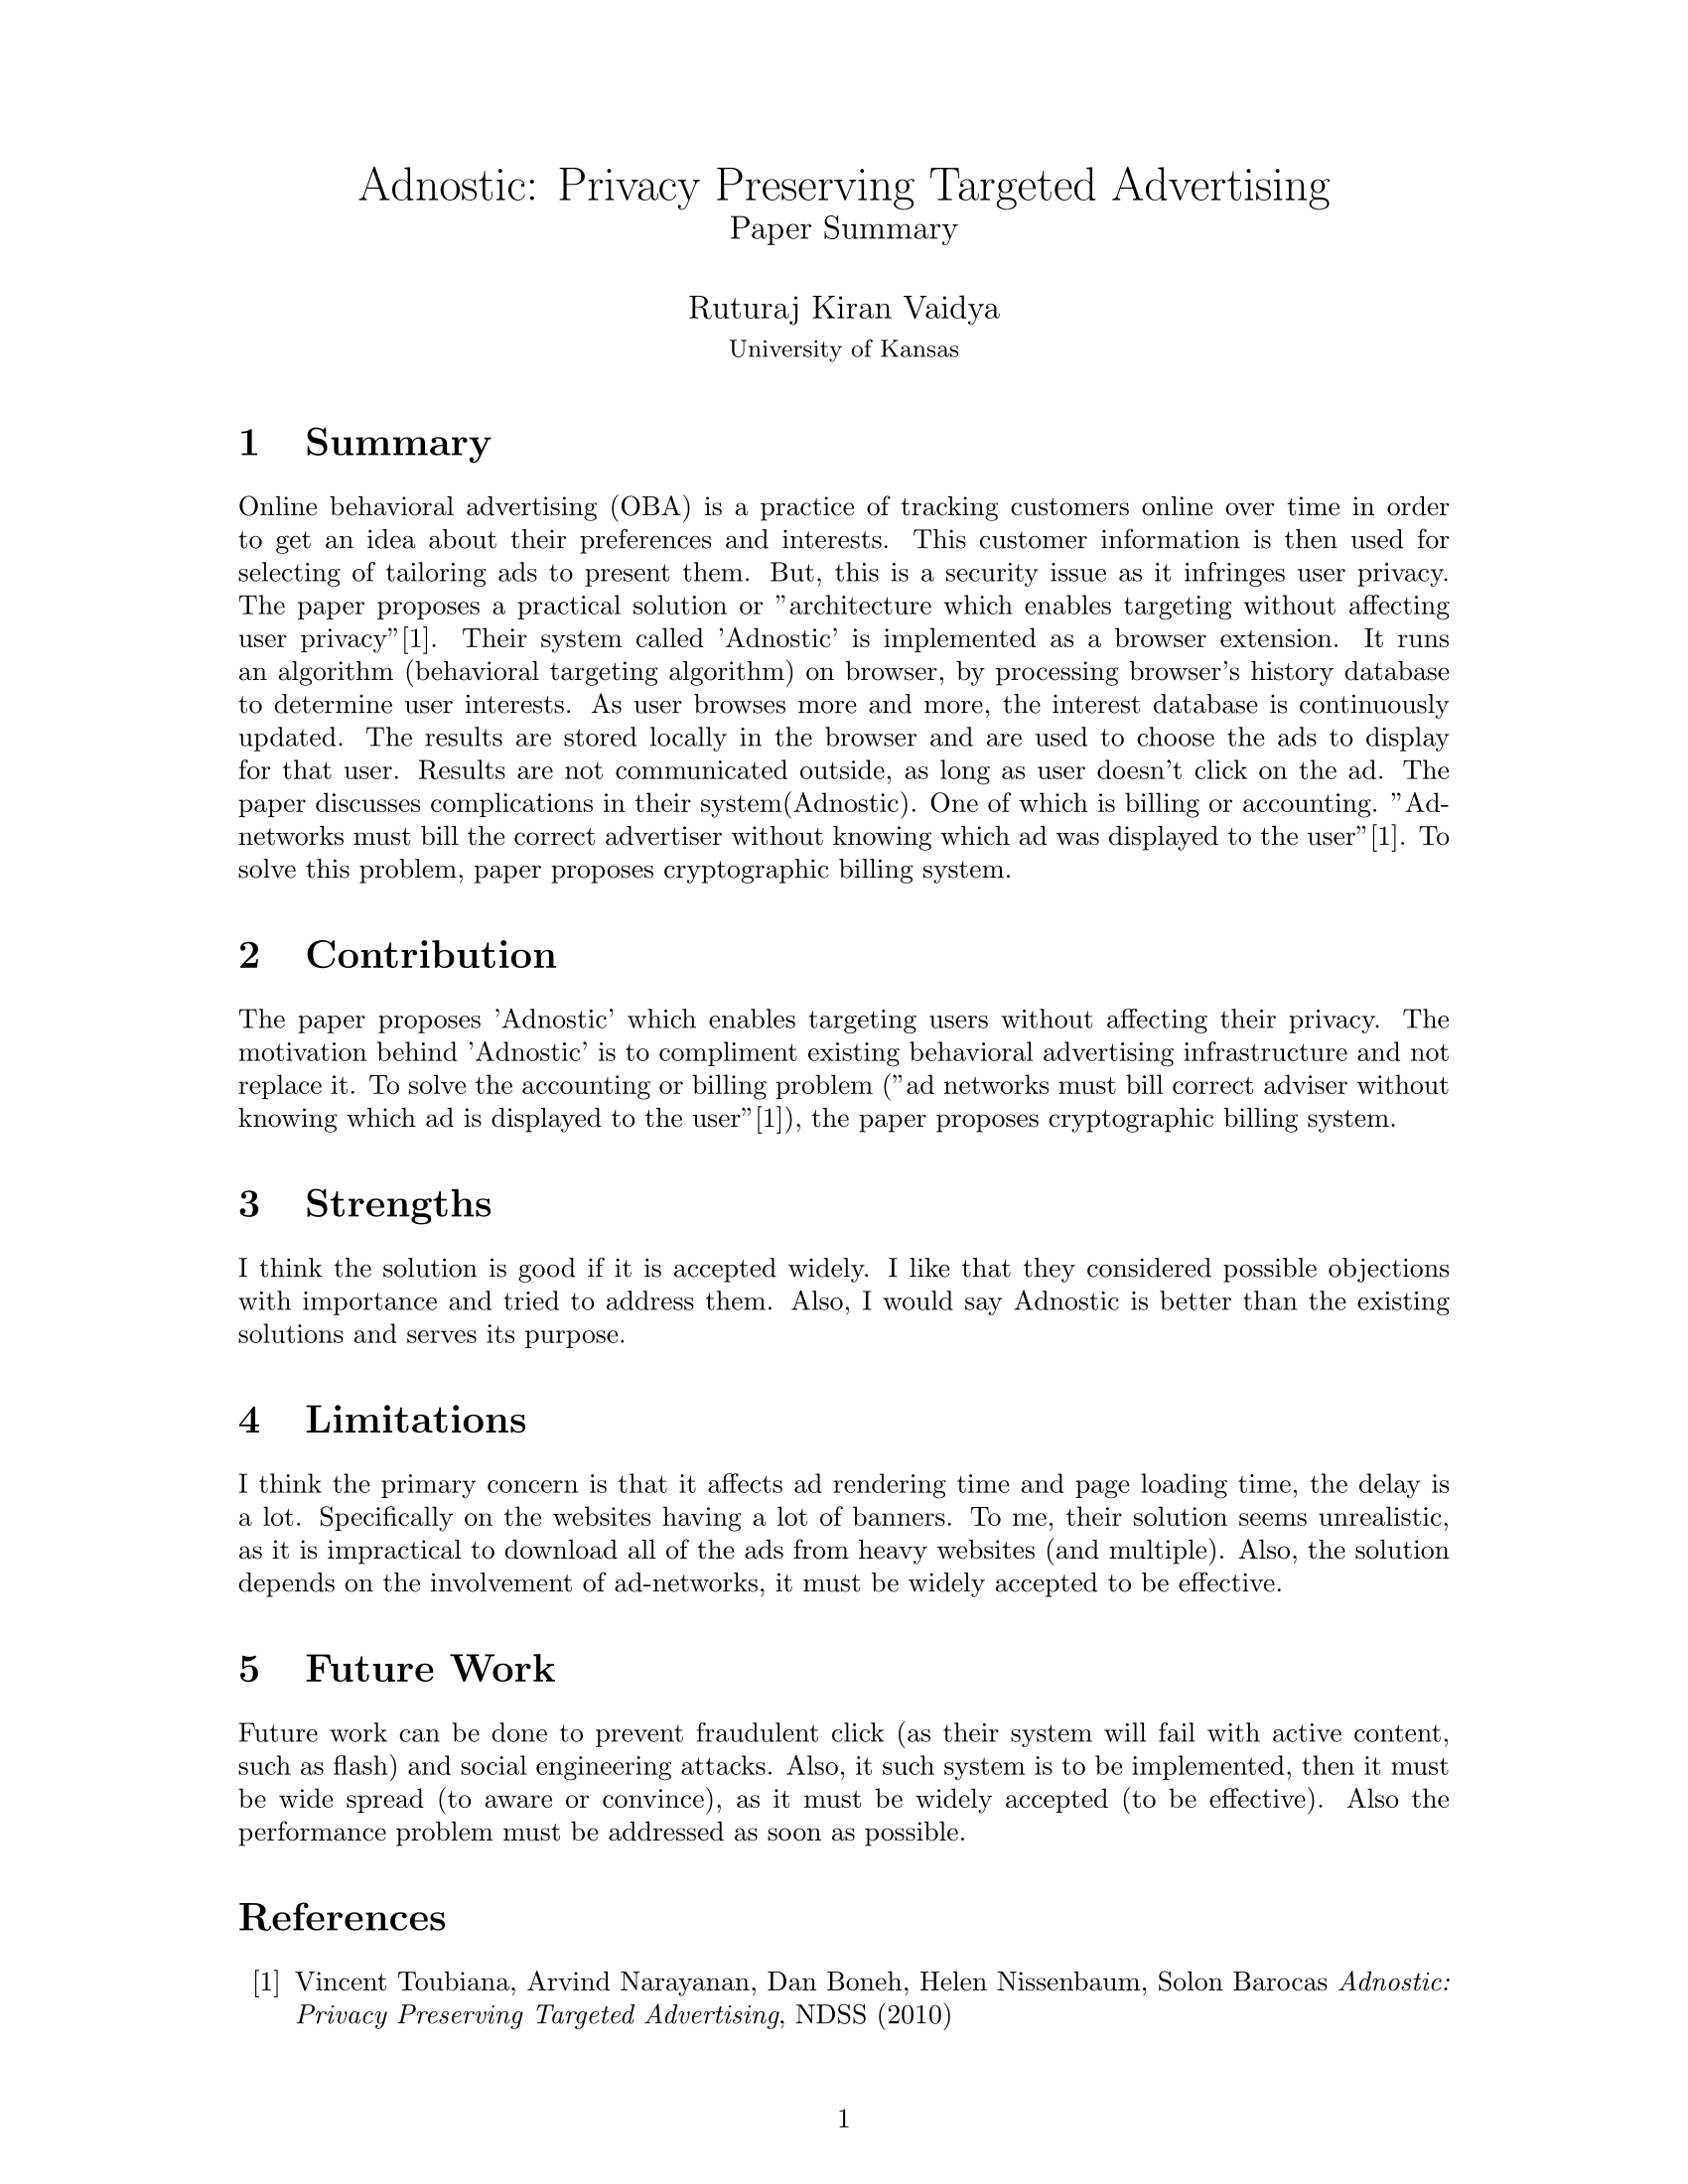 Adnostic: Privacy Preserving Targeted Advertising
Paper Summary
Ruturaj Kiran Vaidya
University of Kansas
1 Summary
Online behavioral advertising (OBA) is a practice of tracking customers online over time in order
to get an idea about their preferences and interests. This customer information is then used for
selecting of tailoring ads to present them. But, this is a security issue as it infringes user privacy.
The paper proposes a practical solution or ”architecture which enables targeting without affecting
user privacy”[1]. Their system called ’Adnostic’ is implemented as a browser extension. It runs
an algorithm (behavioral targeting algorithm) on browser, by processing browser’s history database
to determine user interests. As user browses more and more, the interest database is continuously
updated. The results are stored locally in the browser and are used to choose the ads to display
for that user. Results are not communicated outside, as long as user doesn’t click on the ad. The
paper discusses complications in their system(Adnostic). One of which is billing or accounting. ”Ad-
networks must bill the correct advertiser without knowing which ad was displayed to the user”[1]. To
solve this problem, paper proposes cryptographic billing system.
2 Contribution
The paper proposes ’Adnostic’ which enables targeting users without affecting their privacy. The
motivation behind ’Adnostic’ is to compliment existing behavioral advertising infrastructure and not
replace it. To solve the accounting or billing problem (”ad networks must bill correct adviser without
knowing which ad is displayed to the user”[1]), the paper proposes cryptographic billing system.
3 Strengths
I think the solution is good if it is accepted widely. I like that they considered possible objections
with importance and tried to address them. Also, I would say Adnostic is better than the existing
solutions and serves its purpose.
4 Limitations
I think the primary concern is that it affects ad rendering time and page loading time, the delay is
a lot. Specifically on the websites having a lot of banners. To me, their solution seems unrealistic,
as it is impractical to download all of the ads from heavy websites (and multiple). Also, the solution
depends on the involvement of ad-networks, it must be widely accepted to be effective.
5 Future Work
Future work can be done to prevent fraudulent click (as their system will fail with active content,
such as flash) and social engineering attacks. Also, it such system is to be implemented, then it must
be wide spread (to aware or convince), as it must be widely accepted (to be effective). Also the
performance problem must be addressed as soon as possible.
References
[1] Vincent Toubiana, Arvind Narayanan, Dan Boneh, Helen Nissenbaum, Solon Barocas Adnostic:
Privacy Preserving Targeted Advertising, NDSS (2010)
1